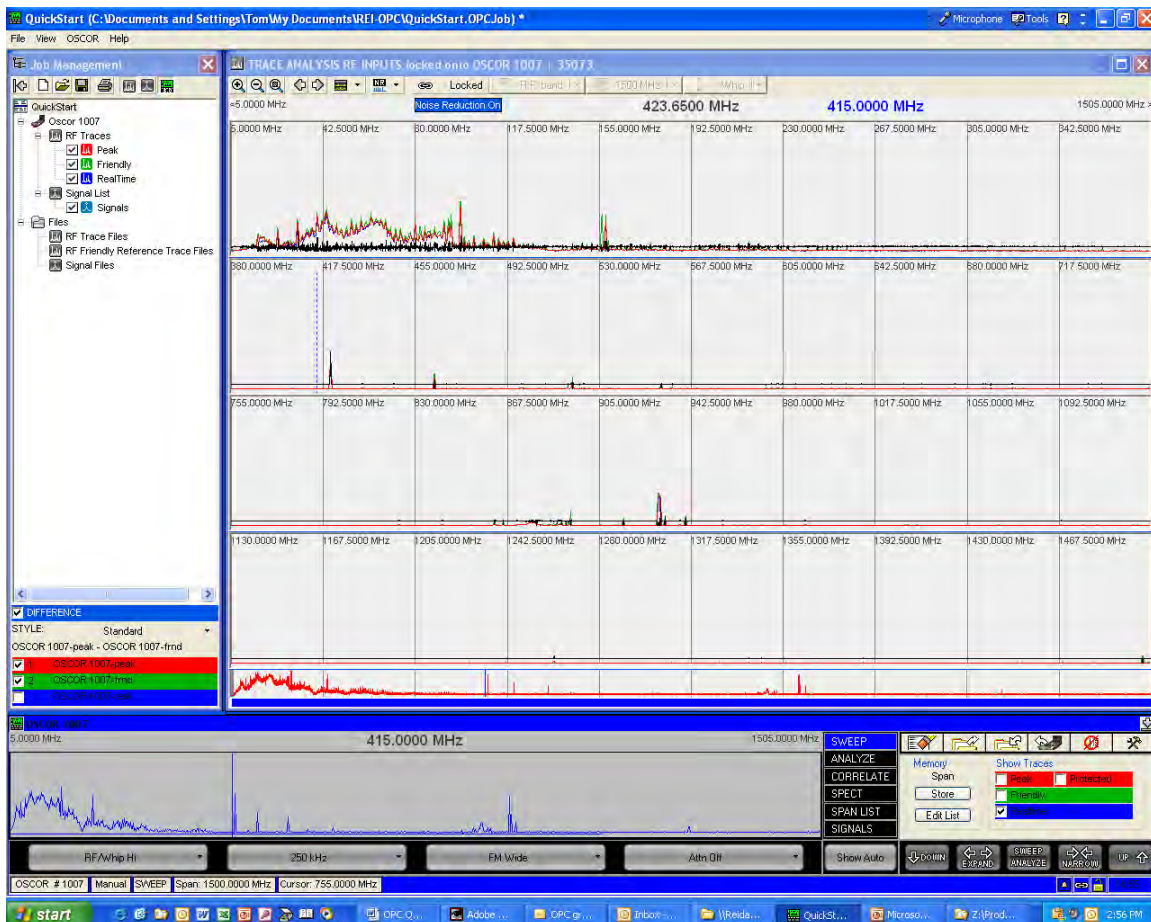 QuickStart (C:\Documents and Settings\Tom\My Documents\REI-OPC\QuickStart.OPCJob) *
Microphone Tools
File View OSCOR Help
Job Management
TRACE ANALYSIS RF INPUTS locked onto OSCOR 1007 | 35073
Locked
=5.0000 MHz Noise Reduction On 423.6500 MHz 415.0000 MHz 1505.0000 MHz
QuickStart
Oscor 1007
RF Traces
Peak
Friendly
RealTime
Signal List
Signals
Files
RF Trace Files
RF Friendly Reference Trace Files
Signal Files
5.0000 MHz 42.5000 MHz 80.0000 MHz 117.5000 MHz 155.0000 MHz 192.5000 MHz 230.0000 MHz 267.5000 MHz 305.0000 MHz 342.5000 MHz
380.0000 MHz 417.5000 MHz 455.0000 MHz 492.5000 MHz 530.0000 MHz 567.5000 MHz 605.0000 MHz 642.5000 MHz 680.0000 MHz 717.5000 MHz
755.0000 MHz 792.5000 MHz 830.0000 MHz 867.5000 MHz 905.0000 MHz 942.5000 MHz 980.0000 MHz 1017.5000 MHz 1055.0000 MHz 1092.5000 MHz
1130.0000 MHz 1167.5000 MHz 1205.0000 MHz 1242.5000 MHz 1280.0000 MHz 1317.5000 MHz 1355.0000 MHz 1392.5000 MHz 1430.0000 MHz 1467.5000 MHz
DIFFERENCE
STYLE: Standard
OSCOR 1007-peak - OSCOR 1007-frnd
1 OSCOR 1007-peak
2 OSCOR 1007-frnd
OSCOR 1007
5.0000 MHz 415.0000 MHz 1505.0000 MHz
SWEEP
ANALYZE
CORRELATE
SPECT
SPAN LIST
SIGNALS
Memory
Span
Store
Edit List
Show Traces
Peak Protected
Friendly
RF/Whip Hi 250 kHz FM Wide Attn Off Show Auto
DOWN EXPAND SWEEP ANALYZE NARROW UP
OSCOR # 1007 Manual SWEEP Span: 1500.0000 MHz Cursor: 755.0000 MHz
start OPC Q... Adobe ... OPC gr... Inbox -... \\Reida... QuickSt... Microso... Z:\Prod... 2:56 PM